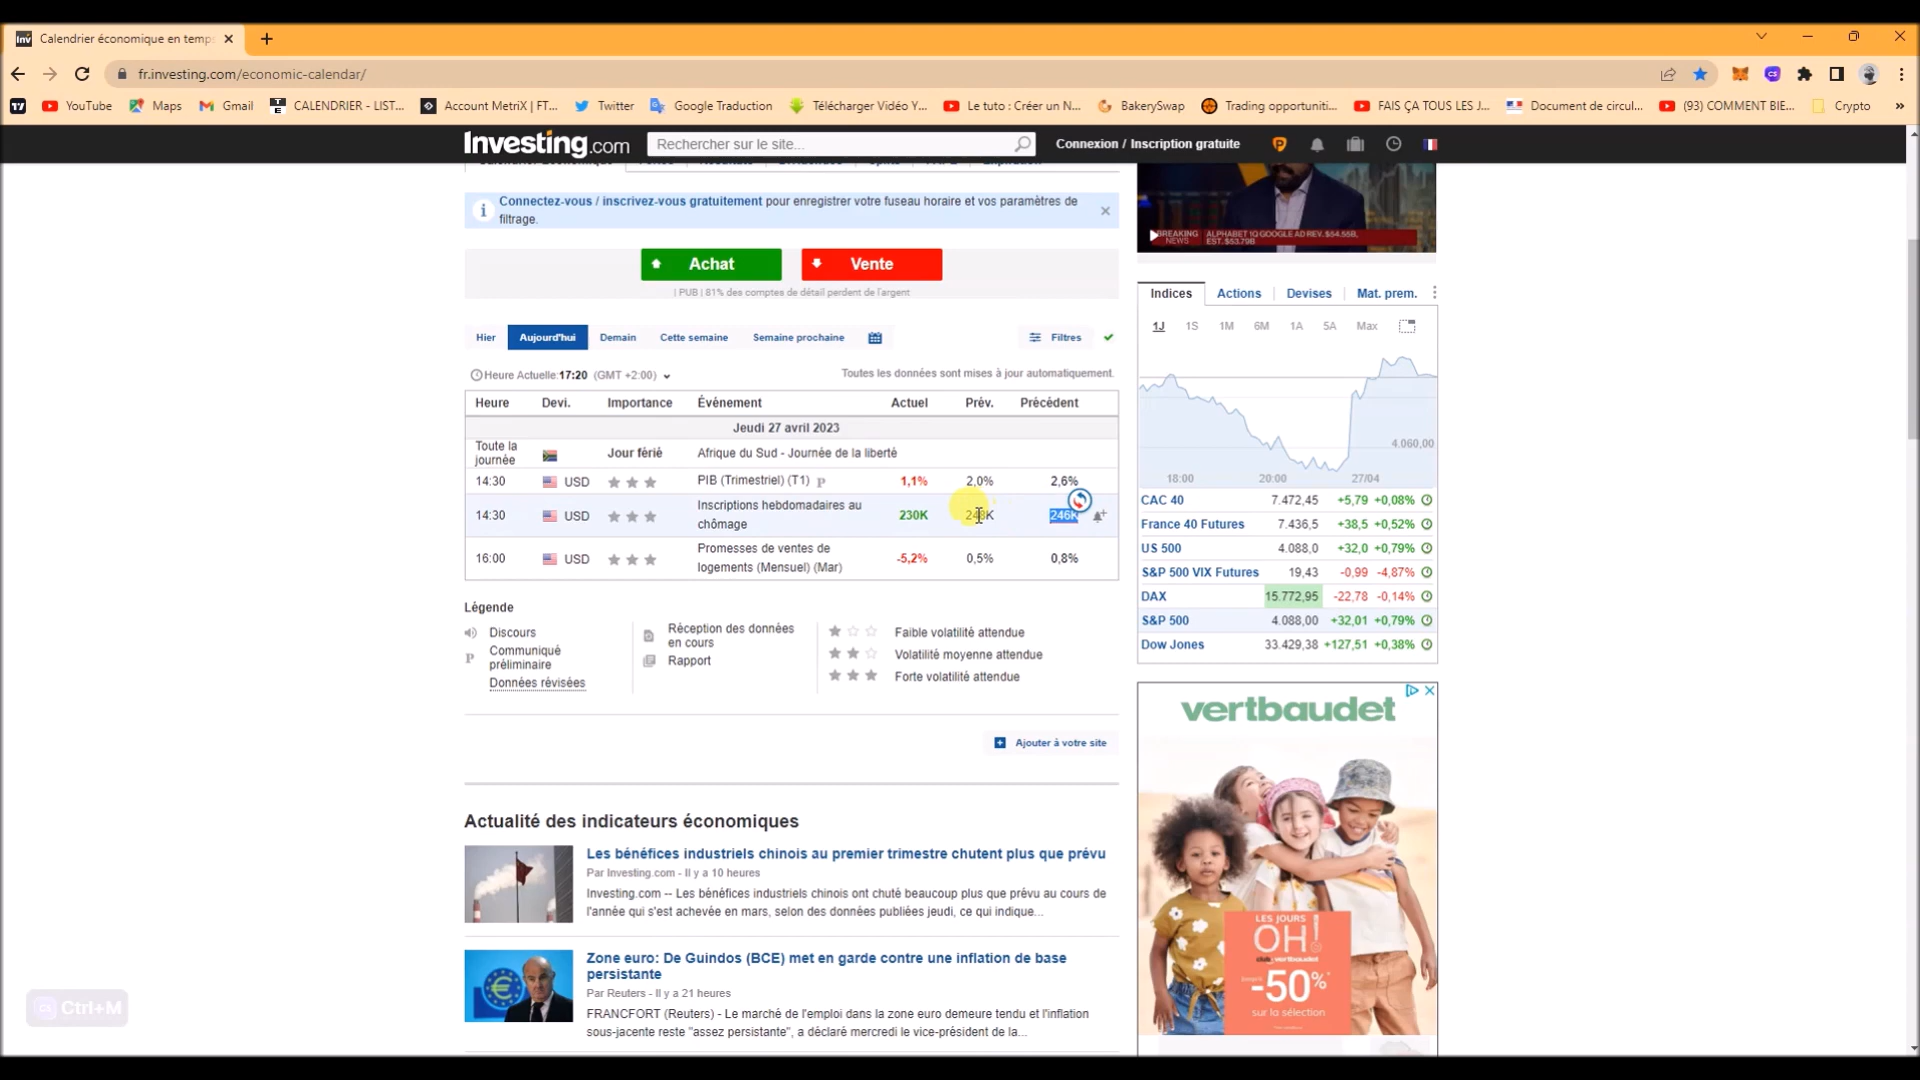 Calendrier économique en temps
fr.investing.com/economic-calendar/
YouTube Maps Gmail CALENDRIER - LIST... Account MetriX | FT... Twitter Google Traduction Télécharger Vidéo Y... Le tuto : Créer un N... BakerySwap Trading opportuniti... FAIS ÇA TOUS LES J... Document de circul... (93) COMMENT BIE... Crypto »
Investing.com
Rechercher sur le site...
Connexion / Inscription gratuite
Connectez-vous / inscrivez-vous gratuitement pour enregistrer votre fuseau horaire et vos paramètres de
filtrage.
Achat Vente
| PUB | 81% des comptes de détail perdent de l'argent
Hier Aujourd'hui Demain Cette semaine Semaine prochaine Filtres
Heure Actuelle:17:20 (GMT +2:00) Toutes les données sont mises à jour automatiquement.
Heure Devi. Importance Événement Actuel Prév. Précédent
Jeudi 27 avril 2023
Toute la
journée Jour férié Afrique du Sud - Journée de la liberté
14:30 USD PIB (Trimestriel) (T1) P 1,1% 2,0% 2,6%
14:30 USD Inscriptions hebdomadaires au
chômage 230K 246K
16:00 USD Promesses de ventes de
logements (Mensuel) (Mar) -5,2% 0,5% 0,8%
Légende
Discours
P Communiqué
préliminaire
Données révisées
Réception des données
en cours
Rapport
Faible volatilité attendue
Volatilité moyenne attendue
Forte volatilité attendue
Ajouter à votre site
Actualité des indicateurs économiques
Les bénéfices industriels chinois au premier trimestre chutent plus que prévu
Par Investing.com - Il y a 10 heures
Investing.com -- Les bénéfices industriels chinois ont chuté beaucoup plus que prévu au cours de
l'année qui s'est achevée en mars, selon des données publiées jeudi, ce qui indique...
Zone euro: De Guindos (BCE) met en garde contre une inflation de base
persistante
Par Reuters - Il y a 21 heures
FRANCFORT (Reuters) - Le marché de l'emploi dans la zone euro demeure tendu et l'inflation
sous-jacente reste "assez persistante", a déclaré mercredi le vice-président de la...
BREAKING
NEWS
ALPHABET 1Q GOOGLE AD REV. $54.55B,
EST. $53.79B
Indices Actions Devises Mat. prem.
1J 1S 1M 6M 1A 5A Max
4.060,00
18:00 20:00 27/04
CAC 40 7.472,45 +5,79 +0,08%
France 40 Futures 7.436,5 +38,5 +0,52%
US 500 4.088,0 +32,0 +0,79%
S&P 500 VIX Futures 19,43 -0,99 -4,87%
DAX 15.772,95 -22,78 -0,14%
S&P 500 4.088,00 +32,01 +0,79%
Dow Jones 33.429,38 +127,51 +0,38%
vertbaudet
LES JOURS
OH!
club vertbaudet
-50%
sur la sélection
Ctrl+M